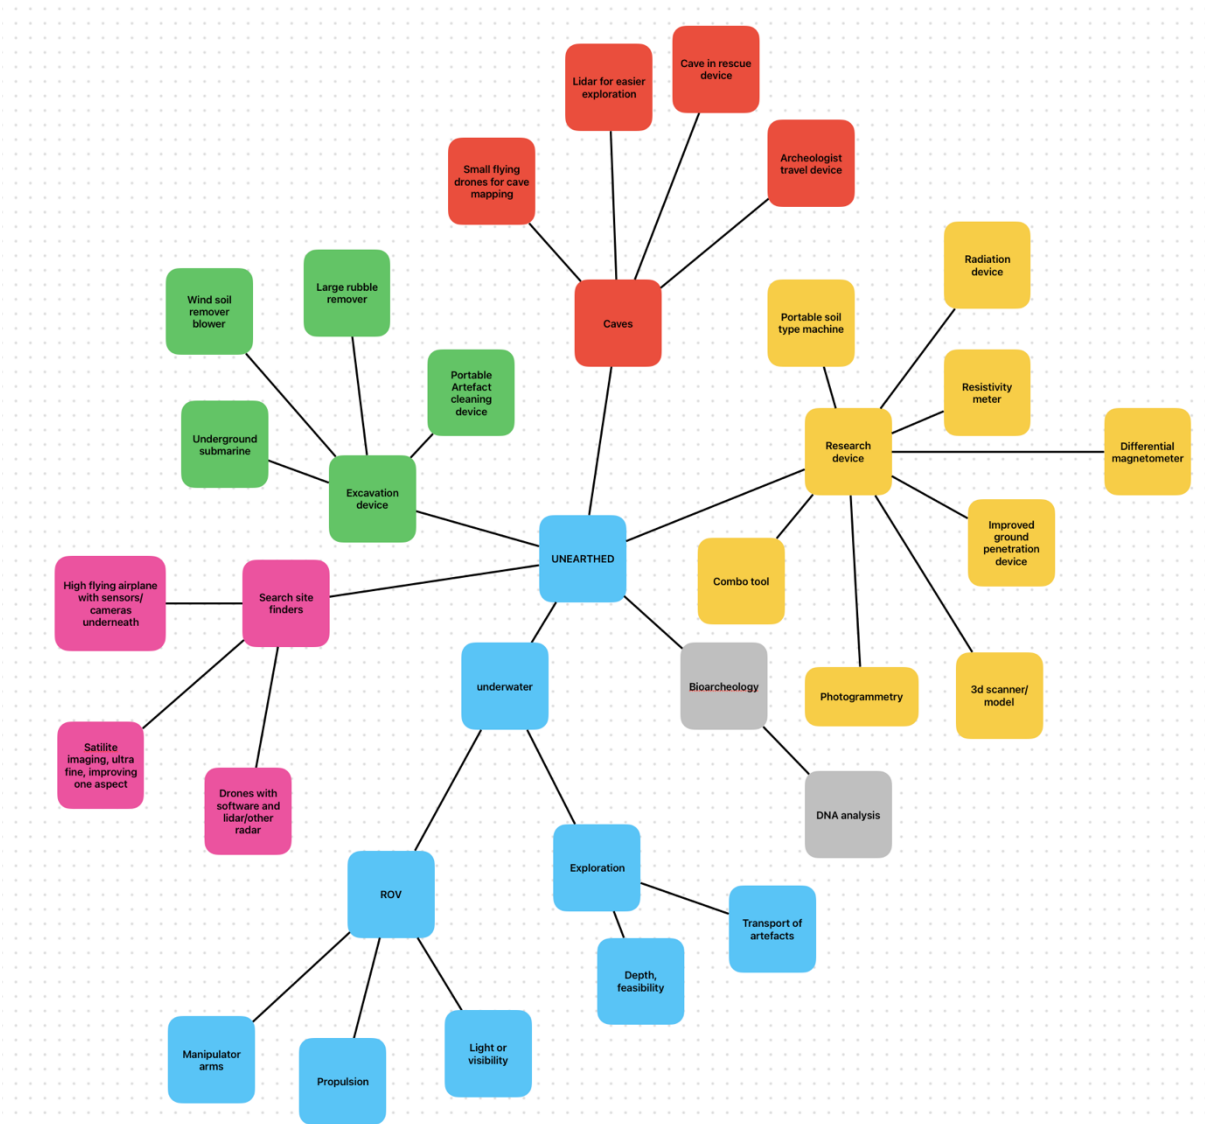 Cave in rescue
device
Lidar for easier
exploration
Archeologist
travel device
Small flying
drones for cave
mapping
Radiation
device
Large rubble
remover
Wind soil
remover
blower
Caves
Portable soil
type machine
Portable
Artefact
cleaning
device
Resistivity
meter
Underground
submarine
Research
device
Differential
magnetometer
Excavation
device
Improved
ground
penetration
device
UNEARTHED
Combo tool
High flying airplane
with sensors/
cameras
underneath
Search site
finders
underwater
Bioarcheology
Photogrammetry
3d scanner/
model
Satilite
imaging, ultra
fine, improving
one aspect
Drones with
software and
lidar/other
radar
DNA analysis
Exploration
ROV
Transport of
artefacts
Depth,
feasibility
Manipulator
arms
Light or
visibility
Propulsion